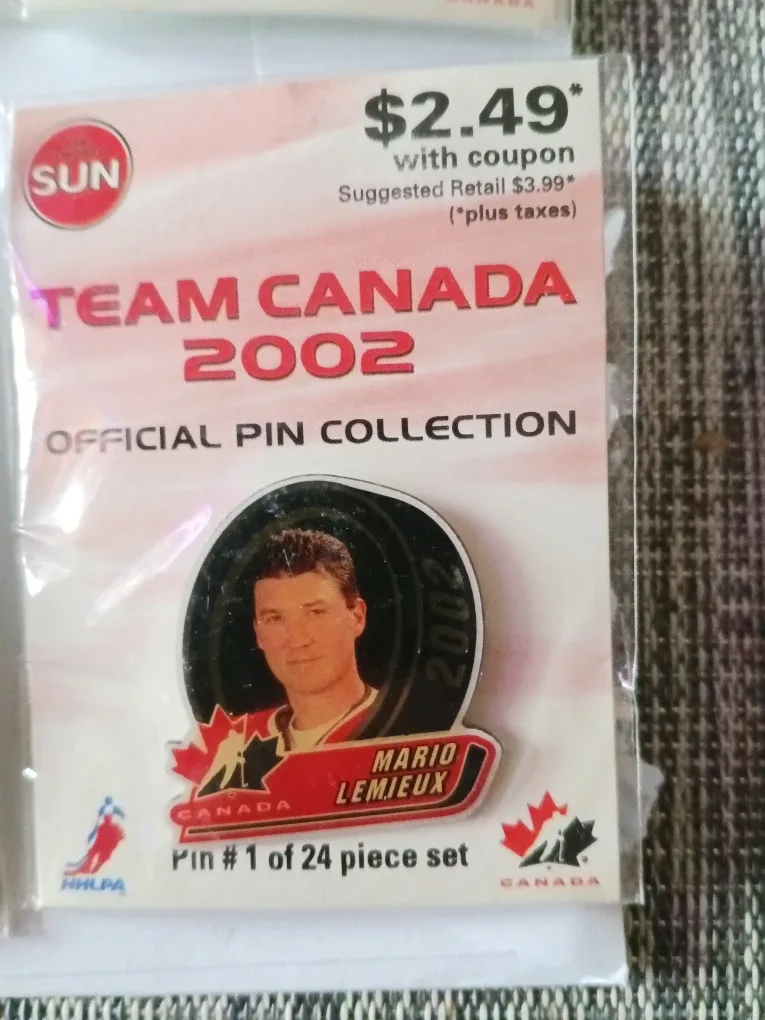 CANADA
$2.49*
with coupon
Suggested Retail $3.99*
(*plus taxes)
SUN
TEAM CANADA
2002
OFFICIAL PIN COLLECTION
2002
MARIO
LEMIEUX
CANADA
Pin # 1 of 24 piece set
NHLPA
CANADA